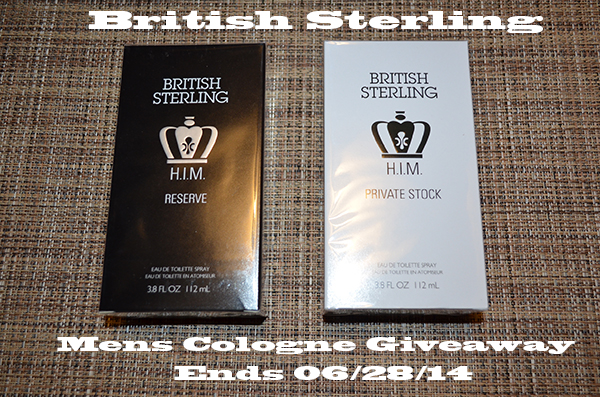 British Sterling
BRITISH
STERLING
H.I.M.
RESERVE
EAU DE TOILETTE SPRAY
EAU DE TOILETTE EN ATOMISEUR
3.8 FL OZ 112 mL
BRITISH
STERLING
H.I.M.
PRIVATE STOCK
EAU DE TOILETTE SPRAY
EAU DE TOILETTE EN ATOMISEUR
3.8 FL OZ 112 mL
Mens Cologne Giveaway
Ends 06/28/14